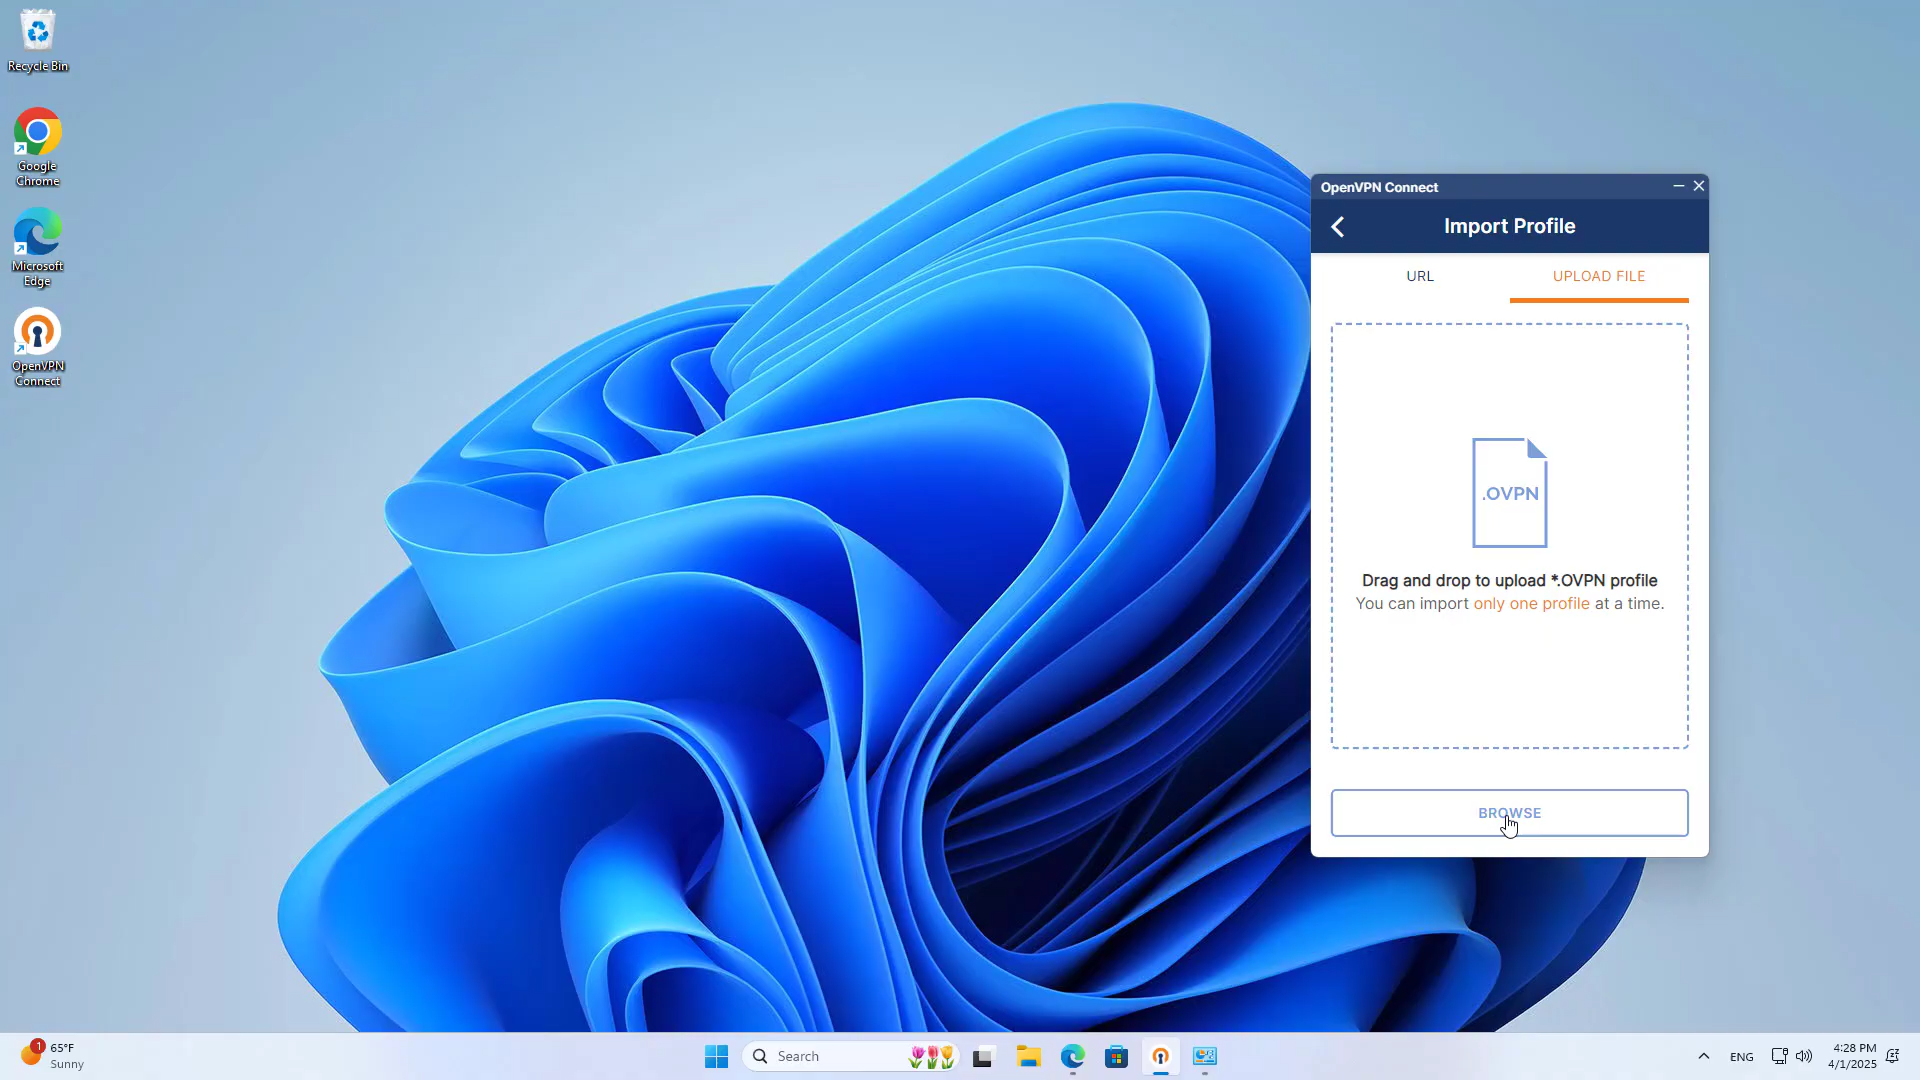 Recycle Bin
Google
Chrome
Microsoft
Edge
OpenVPN
Connect
OpenVPN Connect
Import Profile
URL
UPLOAD FILE
.OVPN
Drag and drop to upload *.OVPN profile
You can import only one profile at a time.
BROWSE
1
65°F
Sunny
Search
ENG
4:28 PM
4/1/2025